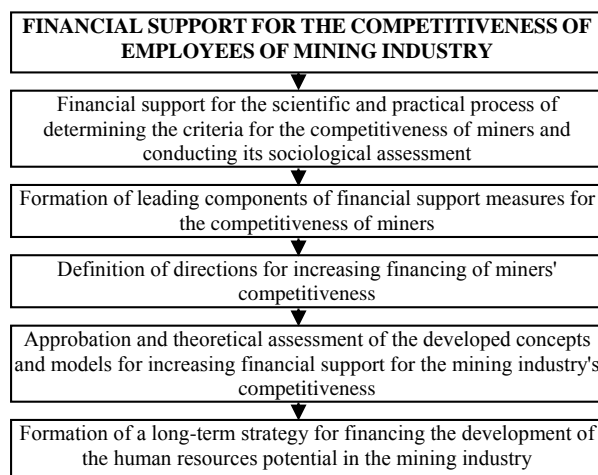 FINANCIAL SUPPORT FOR THE COMPETITIVENESS OF
EMPLOYEES OF MINING INDUSTRY
Financial support for the scientific and practical process of
determining the criteria for the competitiveness of miners and
conducting its sociological assessment
Formation of leading components of financial support measures for
the competitiveness of miners
Definition of directions for increasing financing of miners'
competitiveness
Approbation and theoretical assessment of the developed concepts
and models for increasing financial support for the mining industry's
competitiveness
Formation of a long-term strategy for financing the development of
the human resources potential in the mining industry